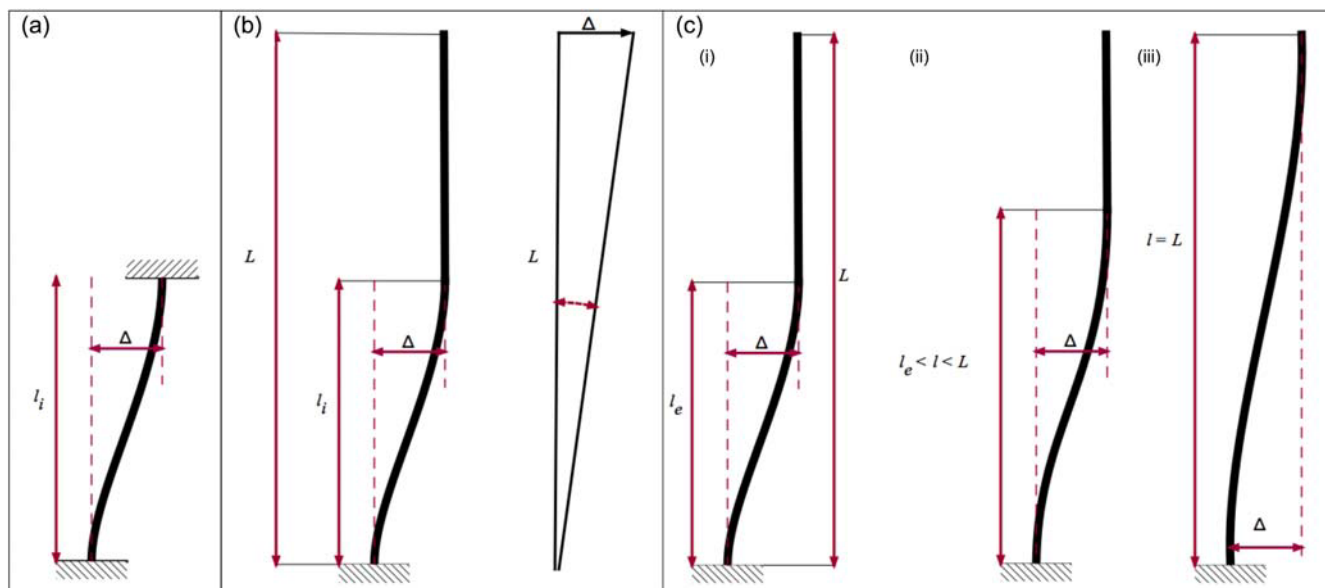 (a)
l_i
Δ
(b)
L
l_i
Δ
Δ
L
(c)
(i)
l_e
Δ
L
(ii)
l_e < l < L
Δ
(iii)
l = L
Δ